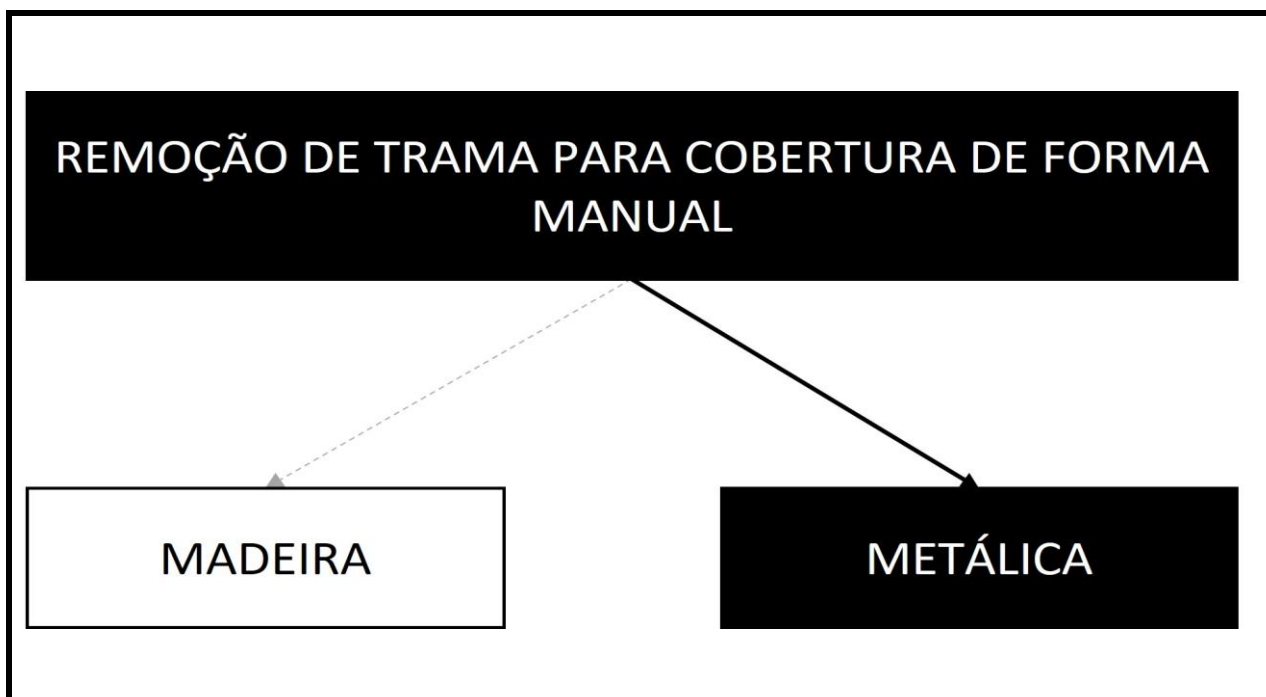 REMOÇÃO DE TRAMA PARA COBERTURA DE FORMA
MANUAL
MADEIRA
METÁLICA